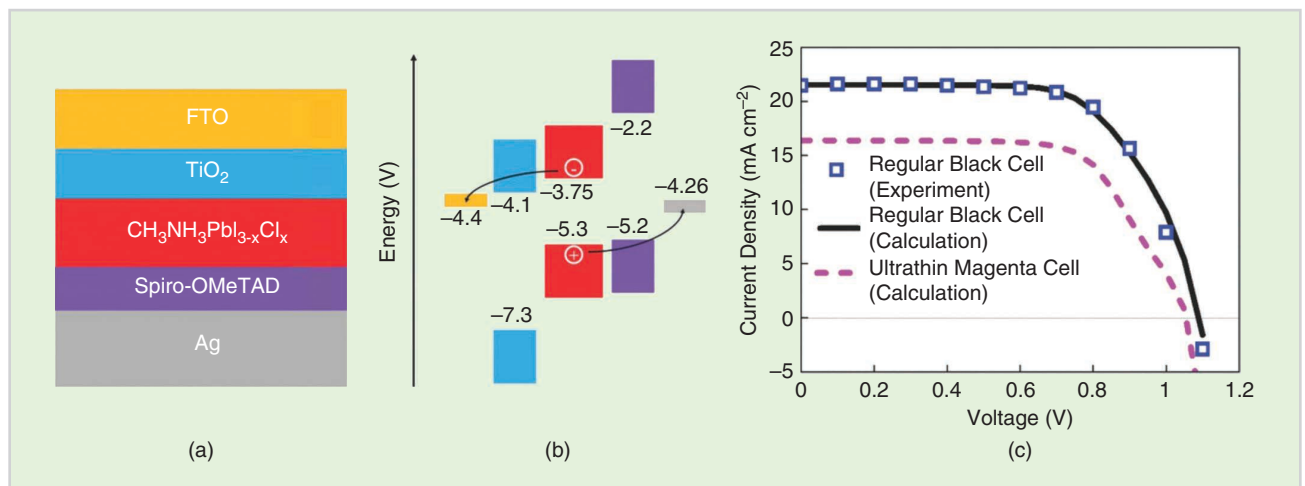 FTO
TiO₂
CH₃NH₃PbI₃₋ₓClₓ
Spiro-OMeTAD
Ag
(a)
Energy (V)
–2.2
–3.75
–4.26
–4.4
–4.1
–5.3
–5.2
–7.3
-
+
(b)
25
20
15
10
5
0
–5
Current Density (mA cm⁻²)
Regular Black Cell
(Experiment)
Regular Black Cell
(Calculation)
Ultrathin Magenta Cell
(Calculation)
0
0.2
0.4
0.6
0.8
1
1.2
Voltage (V)
(c)